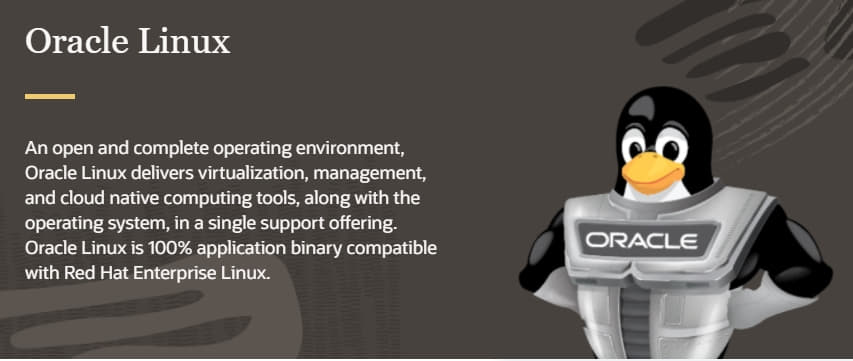 Oracle Linux
An open and complete operating environment,
Oracle Linux delivers virtualization, management,
and cloud native computing tools, along with the
operating system, in a single support offering.
Oracle Linux is 100% application binary compatible
with Red Hat Enterprise Linux.
ORACLE